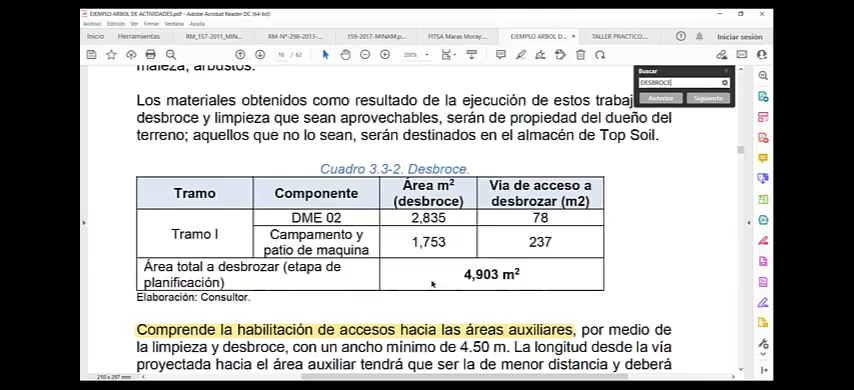 EJEMPLO ARBOL DE ACTIVIDADES.pdf - Adobe Acrobat Reader DC (64-bit)
Archivo Edición Ver Firmar Ventana Ayuda
Inicio Herramientas RM_157-2011_MIN... RM-N° -298-2013-... 159-2017-MINAM.p... FITSA Maras Moray.... EJEMPLO ARBOL D... TALLER PRACTICO... Iniciar sesión
16 / 62 200%
maleza, arbustos.
Buscar
DESBROCE
Anterior Siguiente
Los materiales obtenidos como resultado de la ejecución de estos trabaj
desbroce y limpieza que sean aprovechables, serán de propiedad del dueño del
terreno; aquellos que no lo sean, serán destinados en el almacén de Top Soil.
Cuadro 3.3-2. Desbroce.
Tramo Componente Área m² (desbroce) Via de acceso a desbrozar (m2)
Tramo I DME 02 2,835 78
Campamento y patio de maquina 1,753 237
Área total a desbrozar (etapa de planificación) 4,903 m²
Elaboración: Consultor.
Comprende la habilitación de accesos hacia las áreas auxiliares, por medio de
la limpieza y desbroce, con un ancho mínimo de 4.50 m. La longitud desde la vía
proyectada hacia el área auxiliar tendrá que ser la de menor distancia y deberá
210 x 297 mm